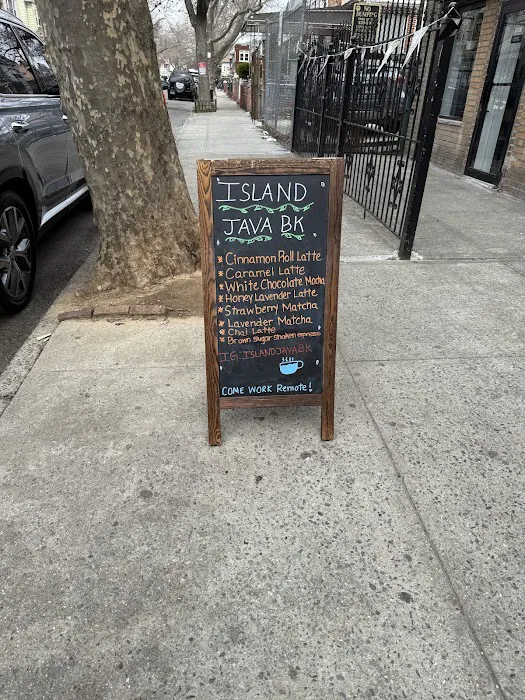 ISLAND
JAVA BK
* Cinnamon Roll Latte
* Caramel Latte
* White Chocolate Mocha
* Honey Lavender Latte
* Strawberry Matcha
* Lavender Matcha
* Chai Latte
* Brown sugar shaken espresso
IG: ISLANDJAVABK
COME WORK Remote!
NO